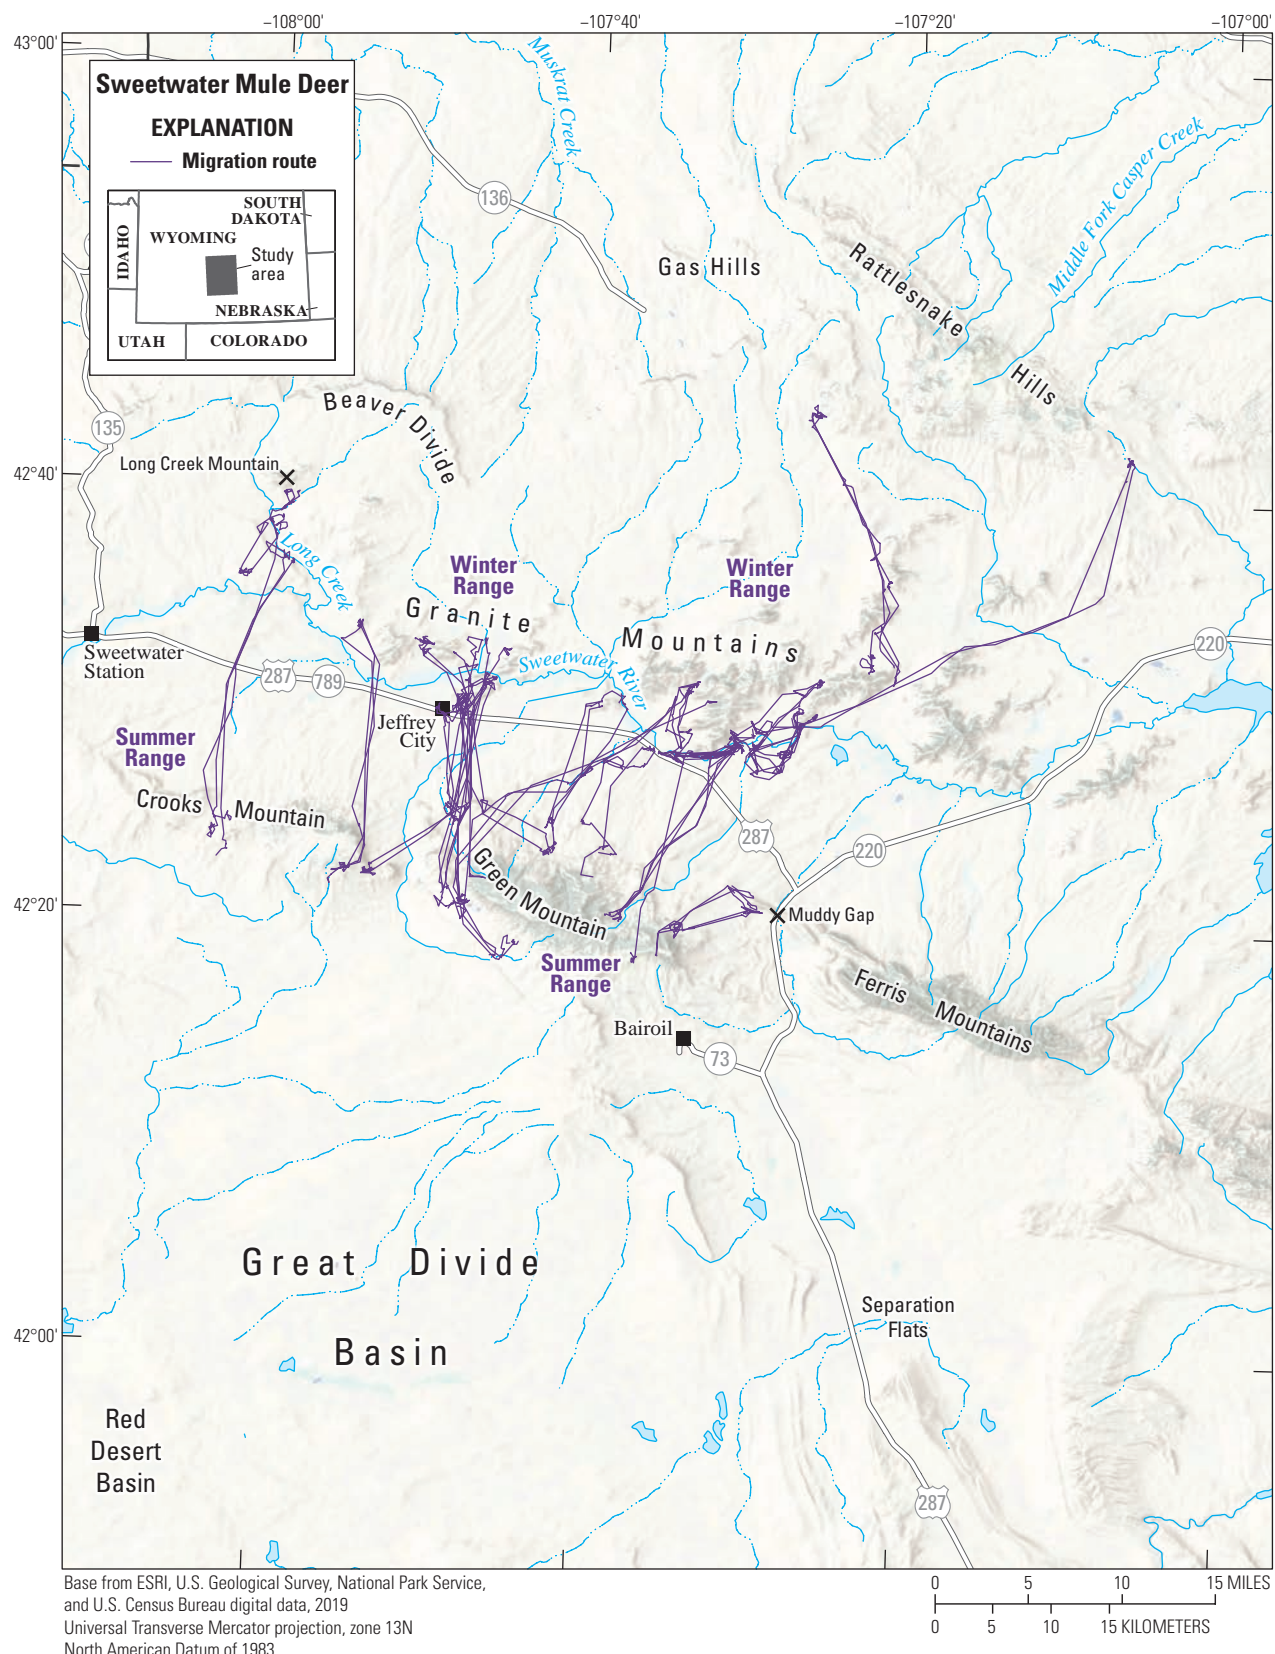 −108°00'
−107°40'
−107°20'
−107°00'
43°00'
42°40'
42°20'
42°00'
Sweetwater Mule Deer
EXPLANATION
Migration route
SOUTH
DAKOTA
WYOMING
IDAHO
Study
area
NEBRASKA
UTAH
COLORADO
Muskrat Creek
136
Middle Fork Casper Creek
Gas Hills
Rattlesnake
Hills
Beaver Divide
135
Long Creek Mountain
Long Creek
Winter
Range
Winter
Range
Granite
Mountains
Sweetwater River
Sweetwater
Station
287
789
220
Jeffrey
City
Summer
Range
Crooks Mountain
287
220
Green Mountain
Muddy Gap
Summer
Range
Ferris Mountains
Bairoil
73
Great Divide
Basin
Separation
Flats
Red
Desert
Basin
287
Base from ESRI, U.S. Geological Survey, National Park Service,
and U.S. Census Bureau digital data, 2019
Universal Transverse Mercator projection, zone 13N
North American Datum of 1983
0 5 10 15 MILES
0 5 10 15 KILOMETERS